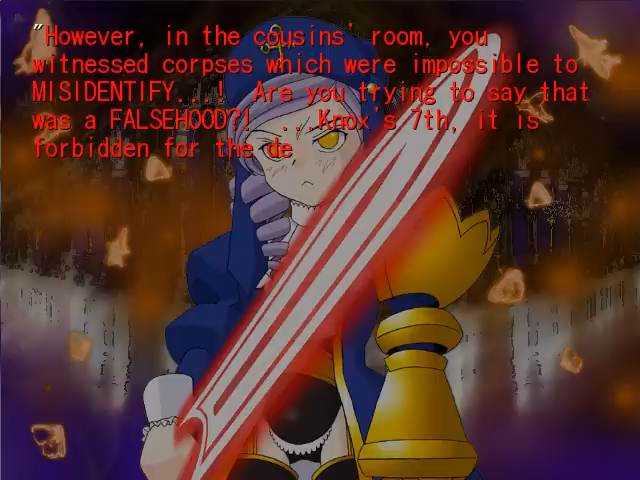 "However, in the cousins' room, you
witnessed corpses which were impossible to
MISIDENTIFY...!  Are you trying to say that
was a FALSEHOOD?!  ...Knox's 7th, it is
forbidden for the de